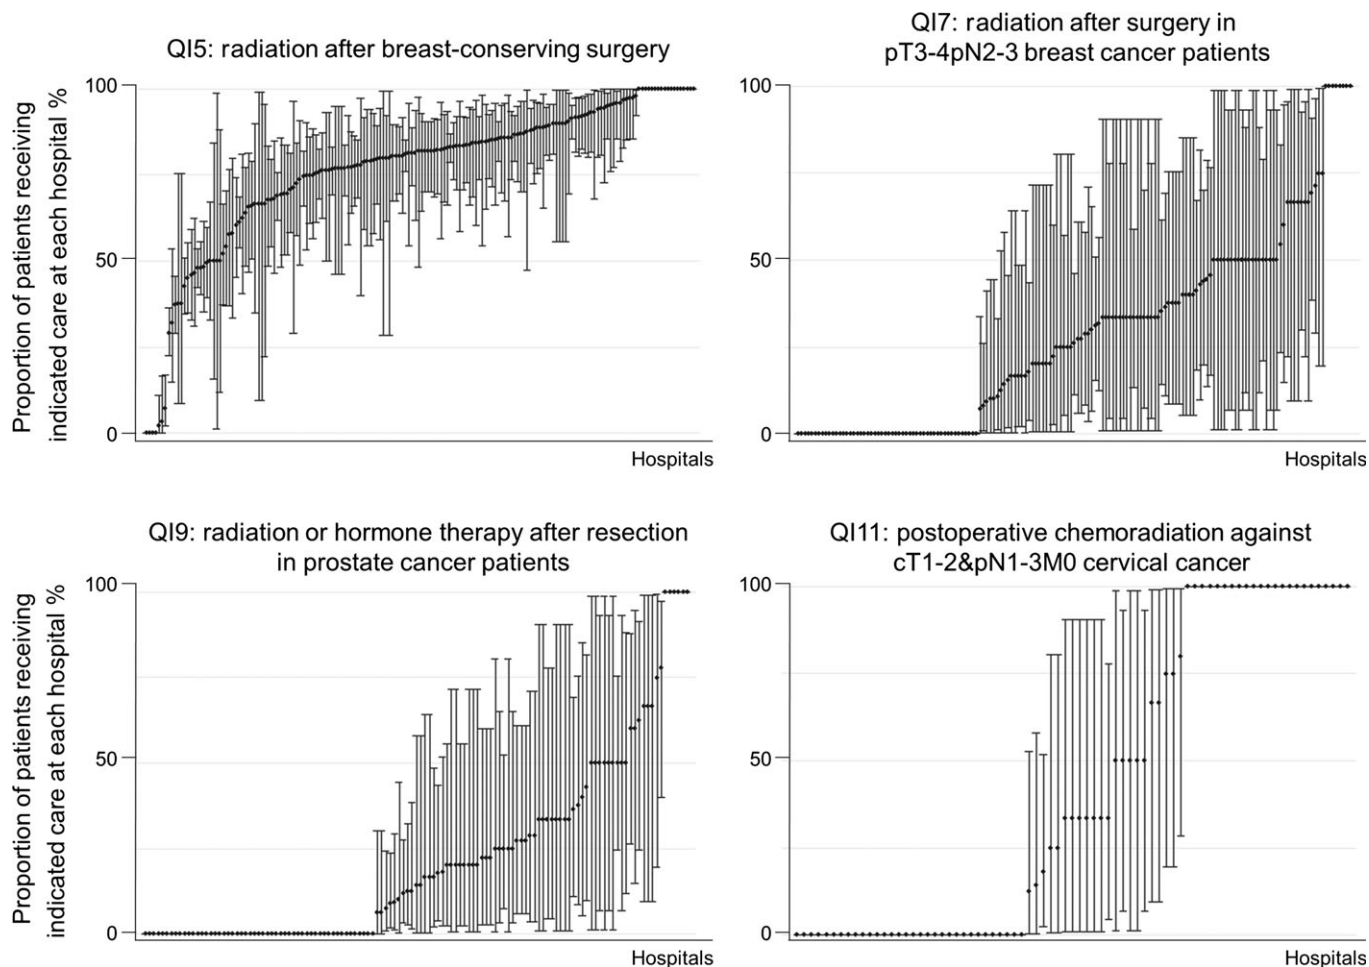 QI5: radiation after breast-conserving surgery
Proportion of patients receiving
indicated care at each hospital %
100
50
0
Hospitals
QI7: radiation after surgery in
pT3-4pN2-3 breast cancer patients
100
50
0
Hospitals
QI9: radiation or hormone therapy after resection
in prostate cancer patients
Proportion of patients receiving
indicated care at each hospital %
100
50
0
Hospitals
QI11: postoperative chemoradiation against
cT1-2&pN1-3M0 cervical cancer
100
50
0
Hospitals